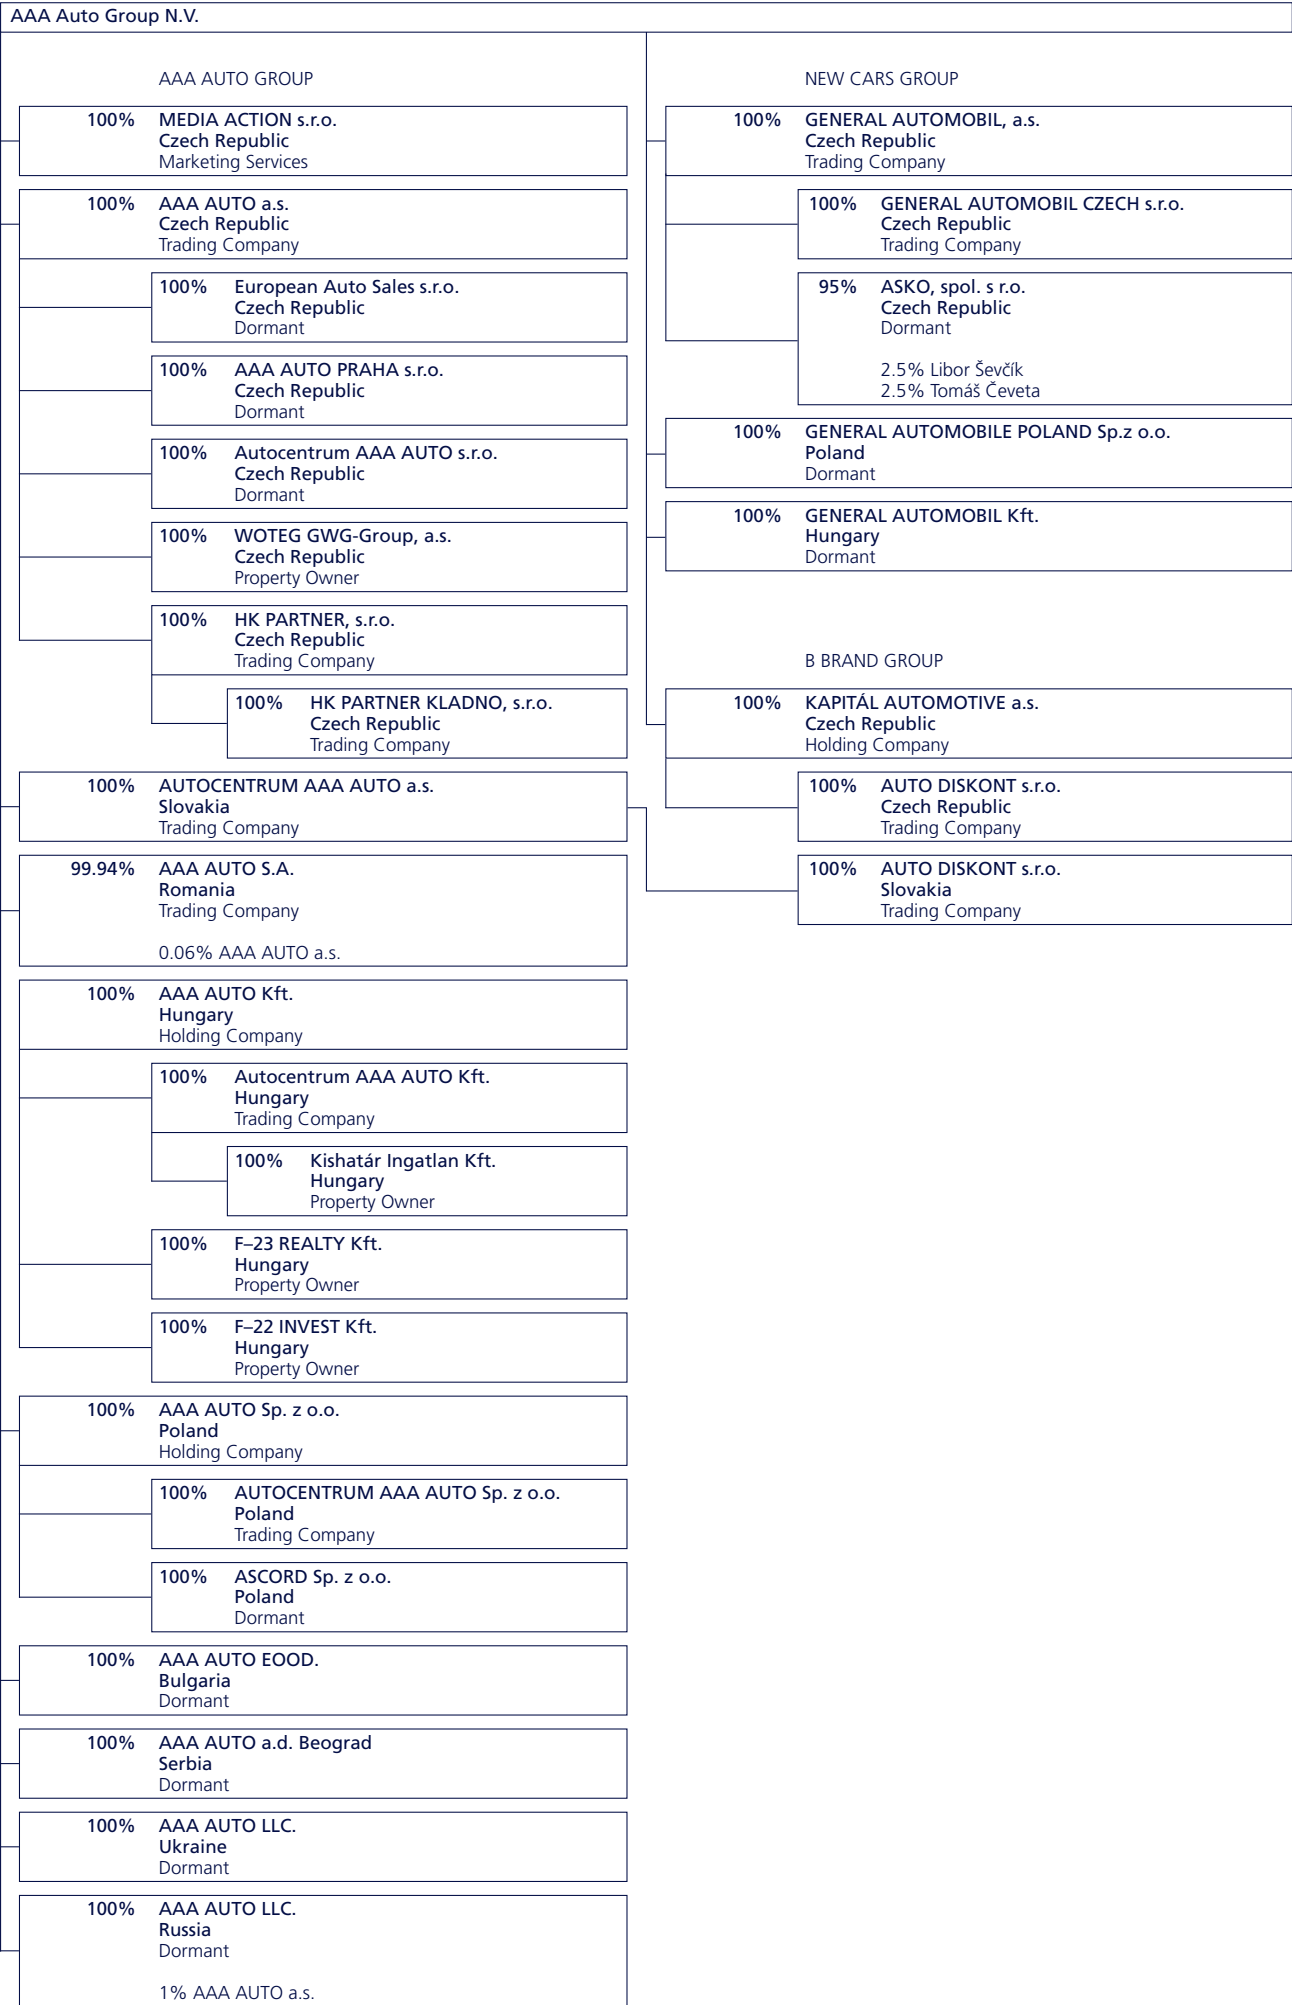 AAA Auto Group N.V.
AAA AUTO GROUP
100% MEDIA ACTION s.r.o.
Czech Republic
Marketing Services
100% AAA AUTO a.s.
Czech Republic
Trading Company
100% European Auto Sales s.r.o.
Czech Republic
Dormant
100% AAA AUTO PRAHA s.r.o.
Czech Republic
Dormant
100% Autocentrum AAA AUTO s.r.o.
Czech Republic
Dormant
100% WOTEG GWG-Group, a.s.
Czech Republic
Property Owner
100% HK PARTNER, s.r.o.
Czech Republic
Trading Company
100% HK PARTNER KLADNO, s.r.o.
Czech Republic
Trading Company
100% AUTOCENTRUM AAA AUTO a.s.
Slovakia
Trading Company
99.94% AAA AUTO S.A.
Romania
Trading Company
0.06% AAA AUTO a.s.
100% AAA AUTO Kft.
Hungary
Holding Company
100% Autocentrum AAA AUTO Kft.
Hungary
Trading Company
100% Kishatár Ingatlan Kft.
Hungary
Property Owner
100% F–23 REALTY Kft.
Hungary
Property Owner
100% F–22 INVEST Kft.
Hungary
Property Owner
100% AAA AUTO Sp. z o.o.
Poland
Holding Company
100% AUTOCENTRUM AAA AUTO Sp. z o.o.
Poland
Trading Company
100% ASCORD Sp. z o.o.
Poland
Dormant
100% AAA AUTO EOOD.
Bulgaria
Dormant
100% AAA AUTO a.d. Beograd
Serbia
Dormant
100% AAA AUTO LLC.
Ukraine
Dormant
100% AAA AUTO LLC.
Russia
Dormant
1% AAA AUTO a.s.
NEW CARS GROUP
100% GENERAL AUTOMOBIL, a.s.
Czech Republic
Trading Company
100% GENERAL AUTOMOBIL CZECH s.r.o.
Czech Republic
Trading Company
95% ASKO, spol. s r.o.
Czech Republic
Dormant
2.5% Libor Ševčík
2.5% Tomáš Čeveta
100% GENERAL AUTOMOBILE POLAND Sp.z o.o.
Poland
Dormant
100% GENERAL AUTOMOBIL Kft.
Hungary
Dormant
B BRAND GROUP
100% KAPITÁL AUTOMOTIVE a.s.
Czech Republic
Holding Company
100% AUTO DISKONT s.r.o.
Czech Republic
Trading Company
100% AUTO DISKONT s.r.o.
Slovakia
Trading Company